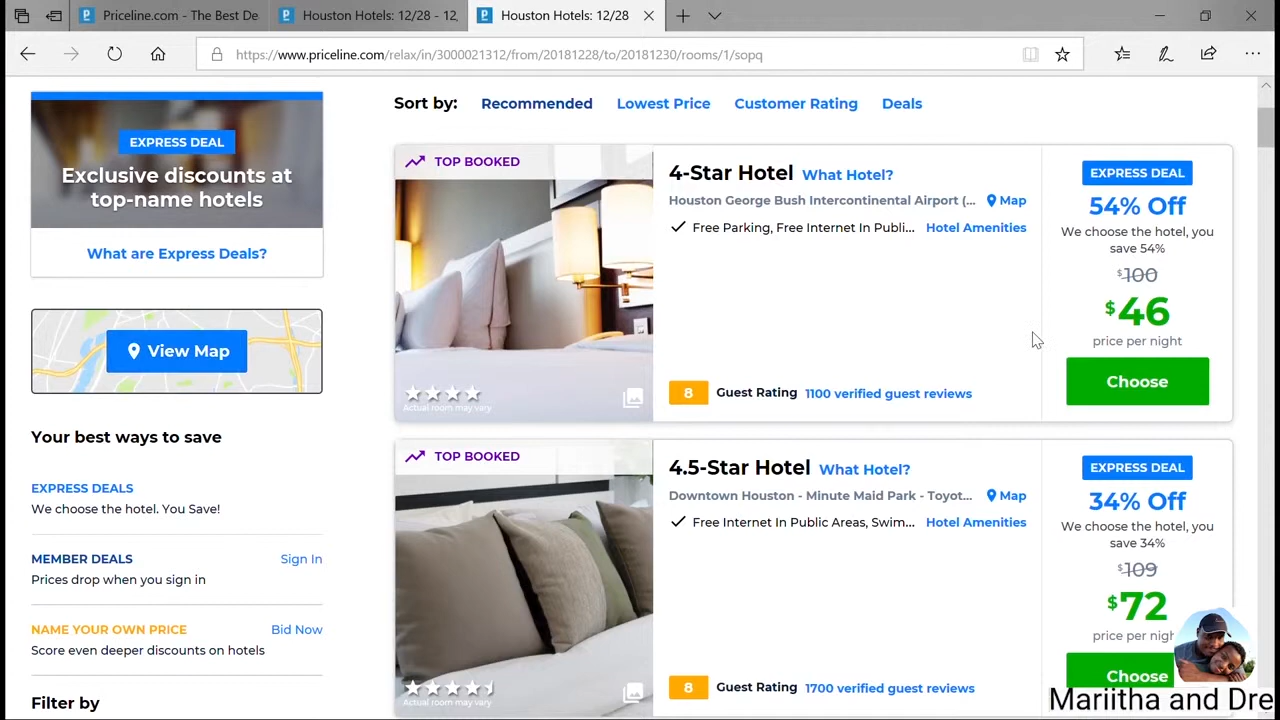 Priceline.com - The Best De
Houston Hotels: 12/28 - 12,
Houston Hotels: 12/28
https://www.priceline.com/relax/in/3000021312/from/20181228/to/20181230/rooms/1/sopq
EXPRESS DEAL
Exclusive discounts at
top-name hotels
What are Express Deals?
View Map
Your best ways to save
EXPRESS DEALS
We choose the hotel. You Save!
MEMBER DEALS Sign In
Prices drop when you sign in
NAME YOUR OWN PRICE Bid Now
Score even deeper discounts on hotels
Filter by
Sort by: Recommended Lowest Price Customer Rating Deals
TOP BOOKED
Actual room may vary
4-Star Hotel What Hotel?
Houston George Bush Intercontinental Airport (... Map
Free Parking, Free Internet In Publi... Hotel Amenities
8 Guest Rating 1100 verified guest reviews
EXPRESS DEAL
54% Off
We choose the hotel, you
save 54%
$100
$46
price per night
Choose
TOP BOOKED
Actual room may vary
4.5-Star Hotel What Hotel?
Downtown Houston - Minute Maid Park - Toyot... Map
Free Internet In Public Areas, Swim... Hotel Amenities
8 Guest Rating 1700 verified guest reviews
EXPRESS DEAL
34% Off
We choose the hotel, you
save 34%
$109
$72
price per nigh
Choose
Mariitha and Dre